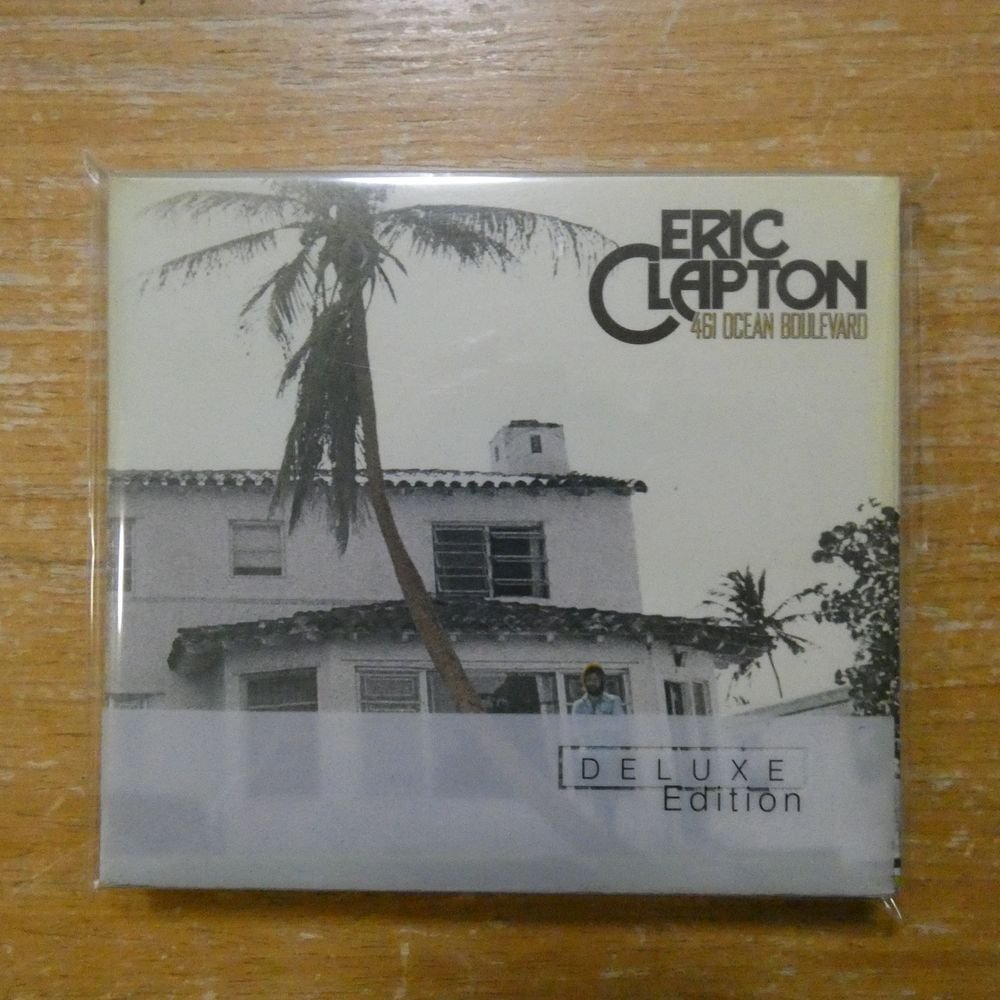 ERIC
CLAPTON
461 OCEAN BOULEVARD
DELUXE
Edition